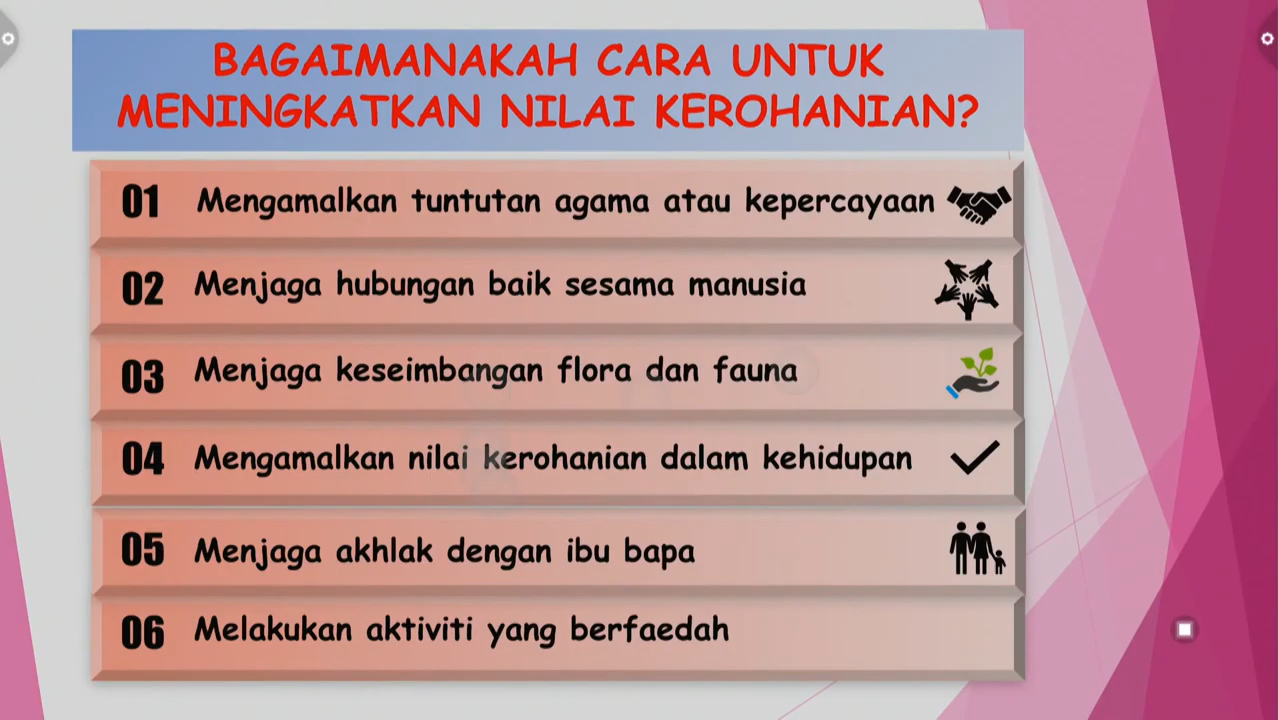 BAGAIMANAKAH CARA UNTUK
MENINGKATKAN NILAI KEROHANIAN?
01 Mengamalkan tuntutan agama atau kepercayaan
02 Menjaga hubungan baik sesama manusia
03 Menjaga keseimbangan flora dan fauna
04 Mengamalkan nilai kerohanian dalam kehidupan
05 Menjaga akhlak dengan ibu bapa
06 Melakukan aktiviti yang berfaedah